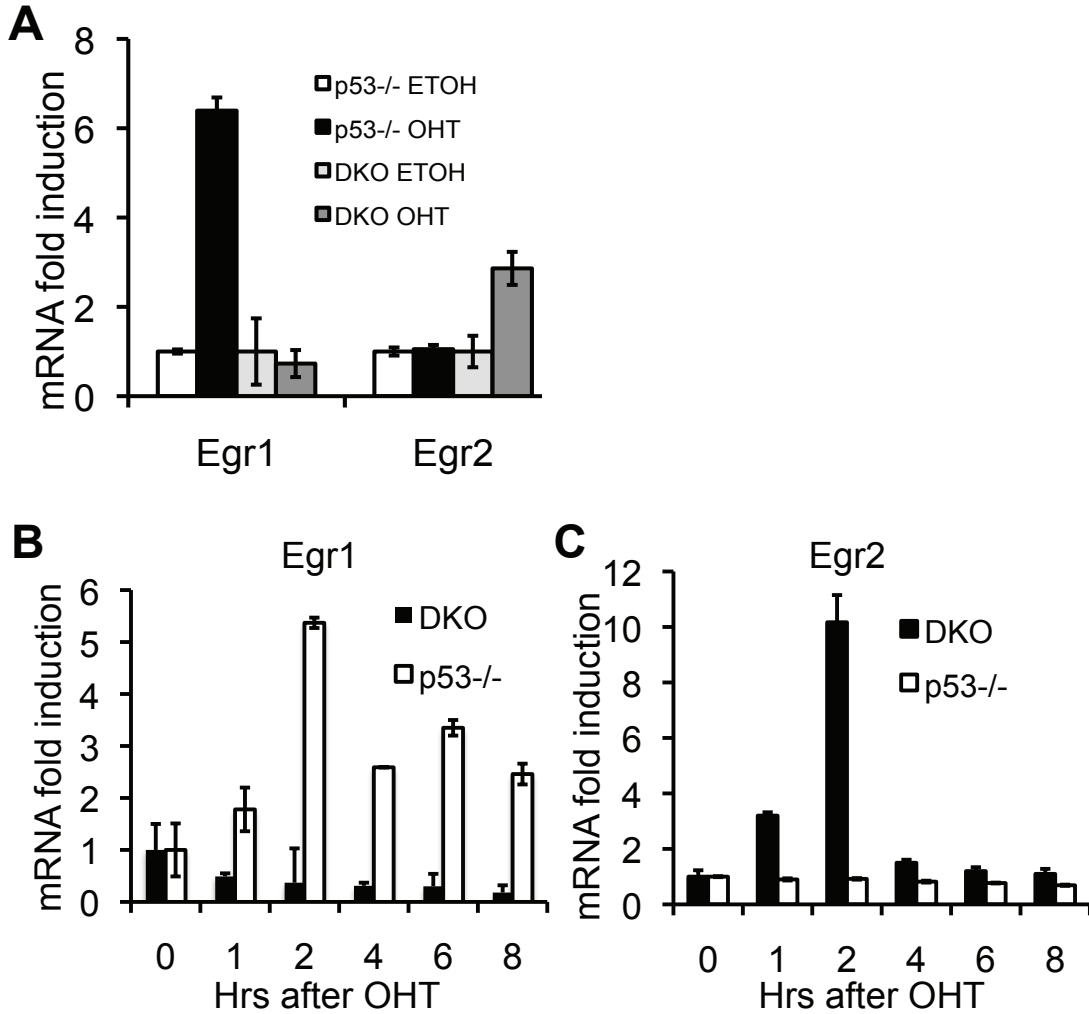 A
mRNA fold induction
8
6
4
2
0
p53-/- ETOH
p53-/- OHT
DKO ETOH
DKO OHT
Egr1
Egr2
B
Egr1
mRNA fold induction
6
5
4
3
2
1
0
DKO
p53-/-
0 1 2 4 6 8
Hrs after OHT
C
Egr2
mRNA fold induction
12
10
8
6
4
2
0
DKO
p53-/-
0 1 2 4 6 8
Hrs after OHT